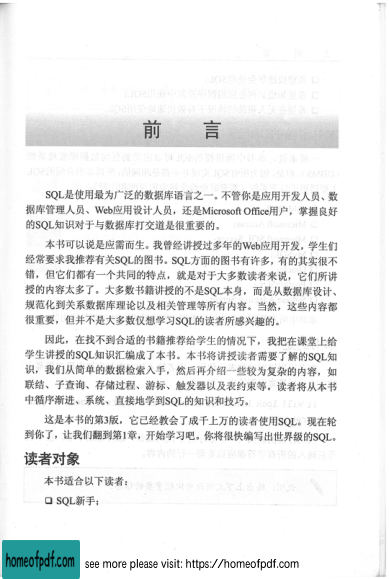 前 言
SQL是使用最为广泛的数据库语言之一。不管你是应用开发人员、数
据库管理人员、Web应用设计人员，还是Microsoft Office用户，掌握良好
的SQL知识对于与数据库打交道是很重要的。
本书可以说是应需而生。我曾经讲授过多年的Web应用开发，学生们
经常要求我推荐有关SQL的图书。SQL方面的图书有许多，有的其实很不
错，但它们都有一个共同的特点，就是对于大多数读者来说，它们所讲
授的内容太多了。大多数书籍讲授的不是SQL本身，而是从数据库设计、
规范化到关系数据库理论以及相关管理等所有内容。当然，这些内容都
很重要，但并不是大多数仅想学习SQL的读者所感兴趣的。
因此，在找不到合适的书籍推荐给学生的情况下，我把在课堂上给
学生讲授的SQL知识汇编成了本书。本书将讲授读者需要了解的SQL知
识，我们从简单的数据检索入手，然后再介绍一些较为复杂的内容，如
联结、子查询、存储过程、游标、触发器以及表约束等。读者将从本书
中循序渐进、系统、直接地学到SQL的知识和技巧。
这是本书的第3版，它已经教会了成千上万的读者使用SQL。现在轮
到你了，让我们翻到第1章，开始学习吧。你将很快编写出世界级的SQL。
读者对象
本书适合以下读者：
❑ SQL新手；
homeofpdf.com
see more please visit: https://homeofpdf.com